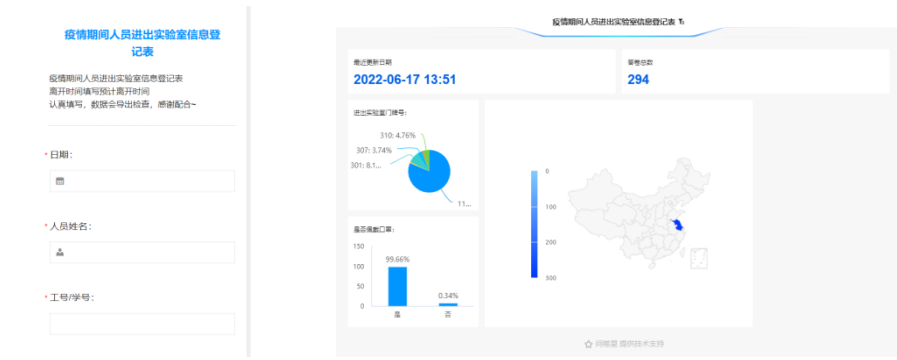 疫情期间人员进出实验室信息登
记表
疫情期间人员进出实验室信息登记表
离开时间填写预计离开时间
认真填写，数据会导出检查，感谢配合~
*日期：
*人员姓名：
*工号/学号：
疫情期间人员进出实验室信息登记表
最近更新日期
2022-06-17 13:51
答卷总数
294
进出实验室门牌号：
310: 4.76%
307: 3.74%
301: 8.1...
11...
是否佩戴口罩：
150
100
50
0
99.66%
0.34%
是
否
0
100
200
300
问卷星 提供技术支持